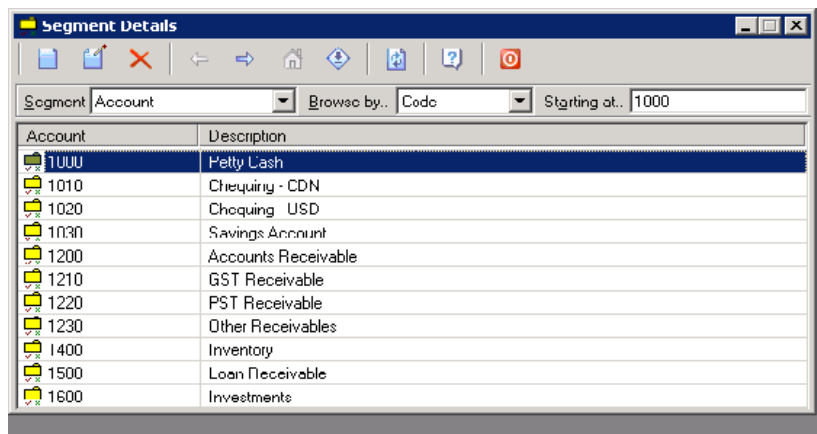 Segment Details
Segment Account Browse by.. Code Starting at.. 1000
Account Description
1000 Petty Cash
1010 Chequing - CDN
1020 Chequing USD
1030 Savings Account
1200 Accounts Receivable
1210 GST Receivable
1220 PST Receivable
1230 Other Receivables
1400 Inventory
1500 Loan Receivable
1600 Investments